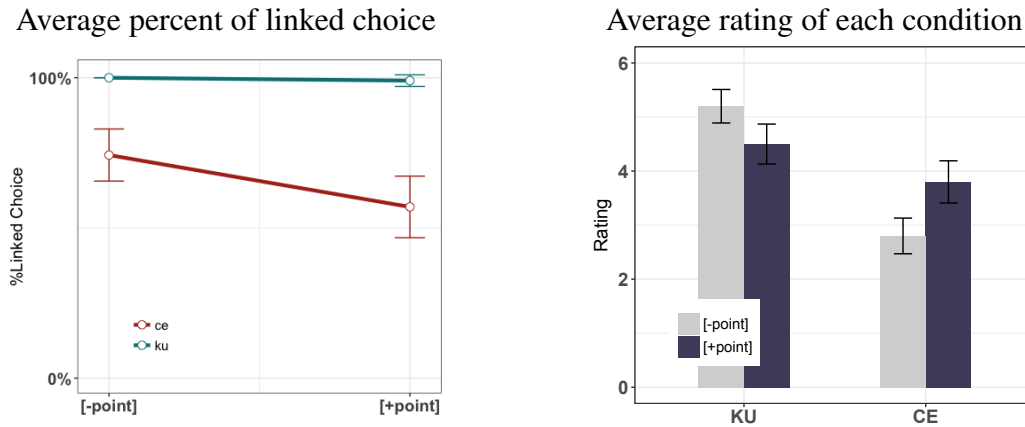 Average percent of linked choice
100%
%Linked Choice
ce
ku
0%
[-point]
[+point]
Average rating of each condition
6
4
Rating
2
[-point]
[+point]
0
KU
CE